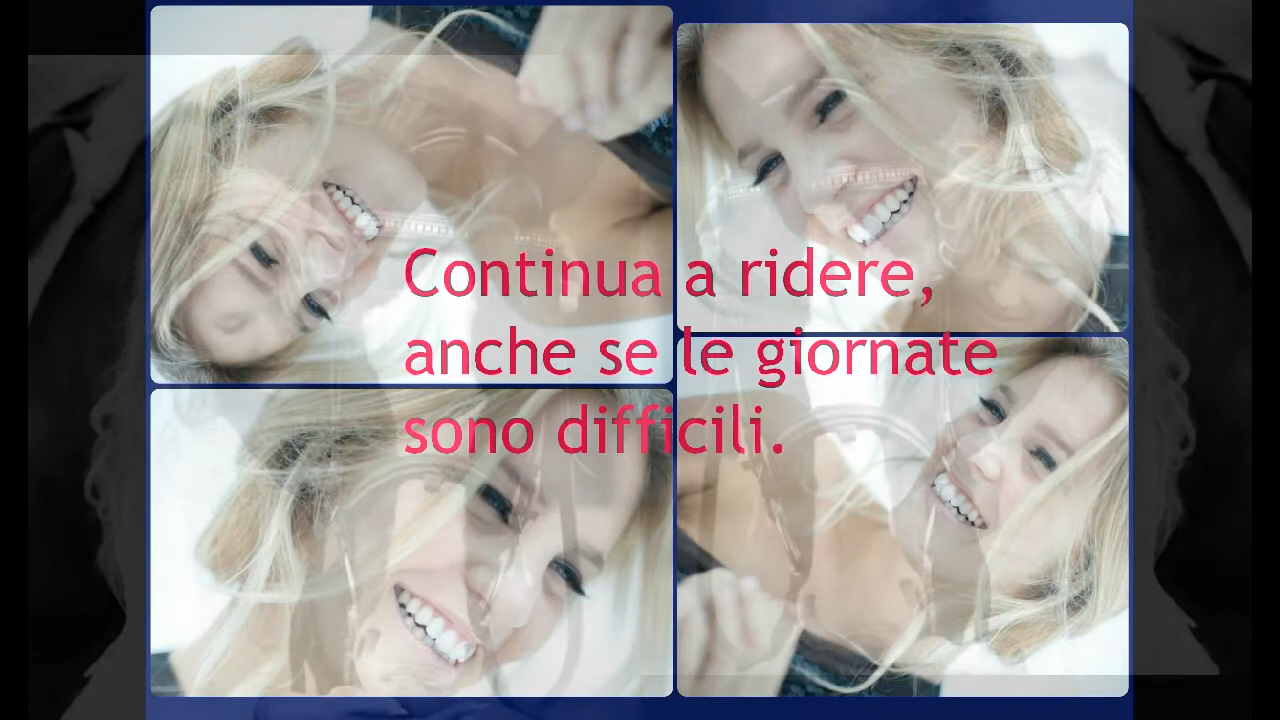 Continua a ridere,
anche se le giornate
sono difficili.